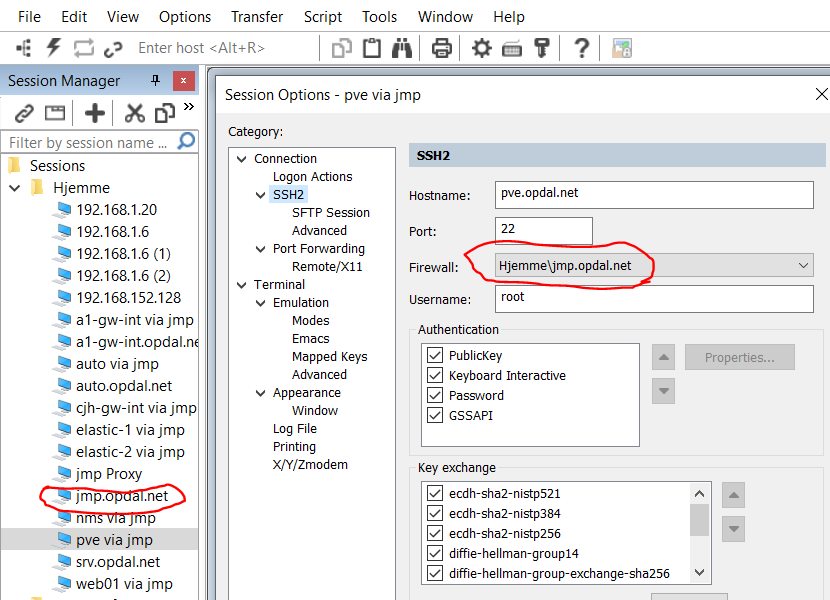 File Edit View Options Transfer Script Tools Window Help
Enter host <Alt+R>
Session Manager
Filter by session name ...
Sessions
Hjemme
192.168.1.20
192.168.1.6
192.168.1.6 (1)
192.168.1.6 (2)
192.168.152.128
a1-gw-int via jmp
a1-gw-int.opdal.ne
auto via jmp
auto.opdal.net
cjh-gw-int via jmp
elastic-1 via jmp
elastic-2 via jmp
jmp Proxy
jmp.opdal.net
nms via jmp
pve via jmp
srv.opdal.net
web01 via jmp
Session Options - pve via jmp
Category:
Connection
Logon Actions
SSH2
SFTP Session
Advanced
Port Forwarding
Remote/X11
Terminal
Emulation
Modes
Emacs
Mapped Keys
Advanced
Appearance
Window
Log File
Printing
X/Y/Zmodem
SSH2
Hostname: pve.opdal.net
Port: 22
Firewall: Hjemme\jmp.opdal.net
Username: root
Authentication
PublicKey
Keyboard Interactive
Password
GSSAPI
Properties...
Key exchange
ecdh-sha2-nistp521
ecdh-sha2-nistp384
ecdh-sha2-nistp256
diffie-hellman-group14
diffie-hellman-group-exchange-sha256